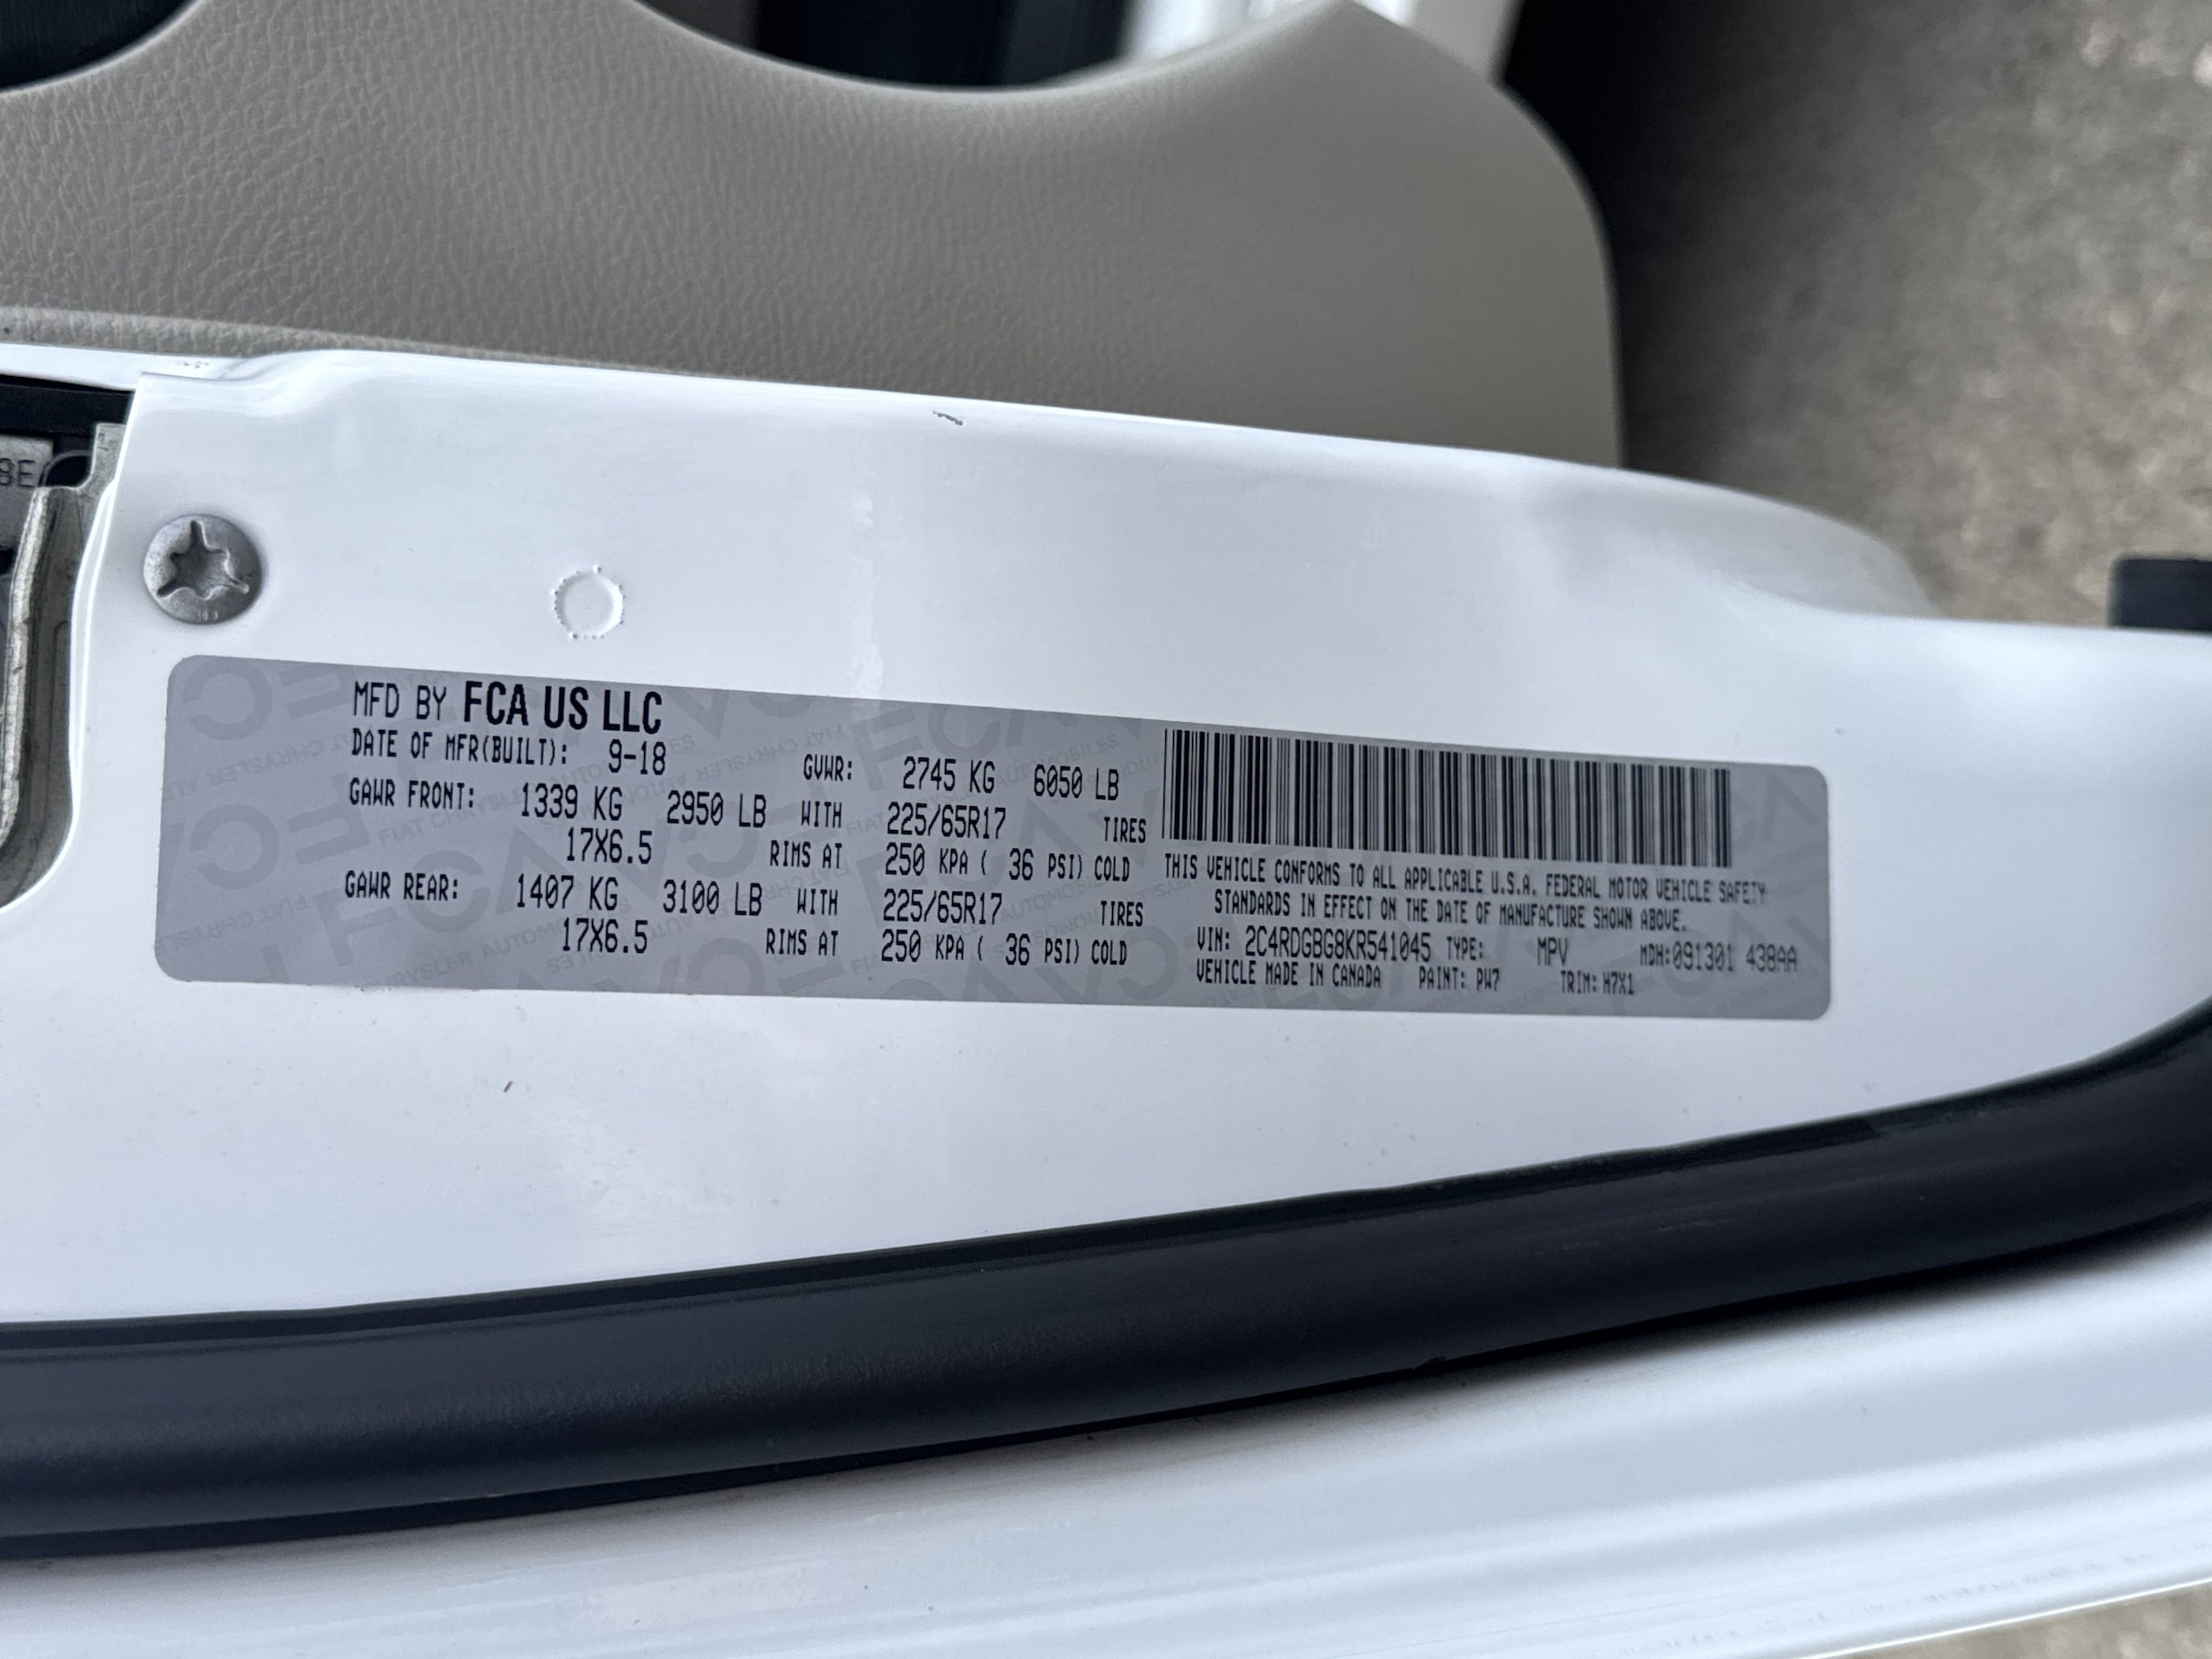 8E
MFD BY FCA US LLC
DATE OF MFR(BUILT): 9-18 GVWR: 2745 KG 6050 LB
GAWR FRONT: 1339 KG 2950 LB WITH 225/65R17 TIRES
17X6.5 RIMS AT 250 KPA ( 36 PSI) COLD
GAWR REAR: 1407 KG 3100 LB WITH 225/65R17 TIRES
17X6.5 RIMS AT 250 KPA ( 36 PSI) COLD
THIS VEHICLE CONFORMS TO ALL APPLICABLE U.S.A. FEDERAL MOTOR VEHICLE SAFETY
STANDARDS IN EFFECT ON THE DATE OF MANUFACTURE SHOWN ABOVE.
VIN: 2C4RDGBG8KR541045 TYPE: MPV MDH:091301 438AA
VEHICLE MADE IN CANADA PAINT: PW7 TRIM: H7X1